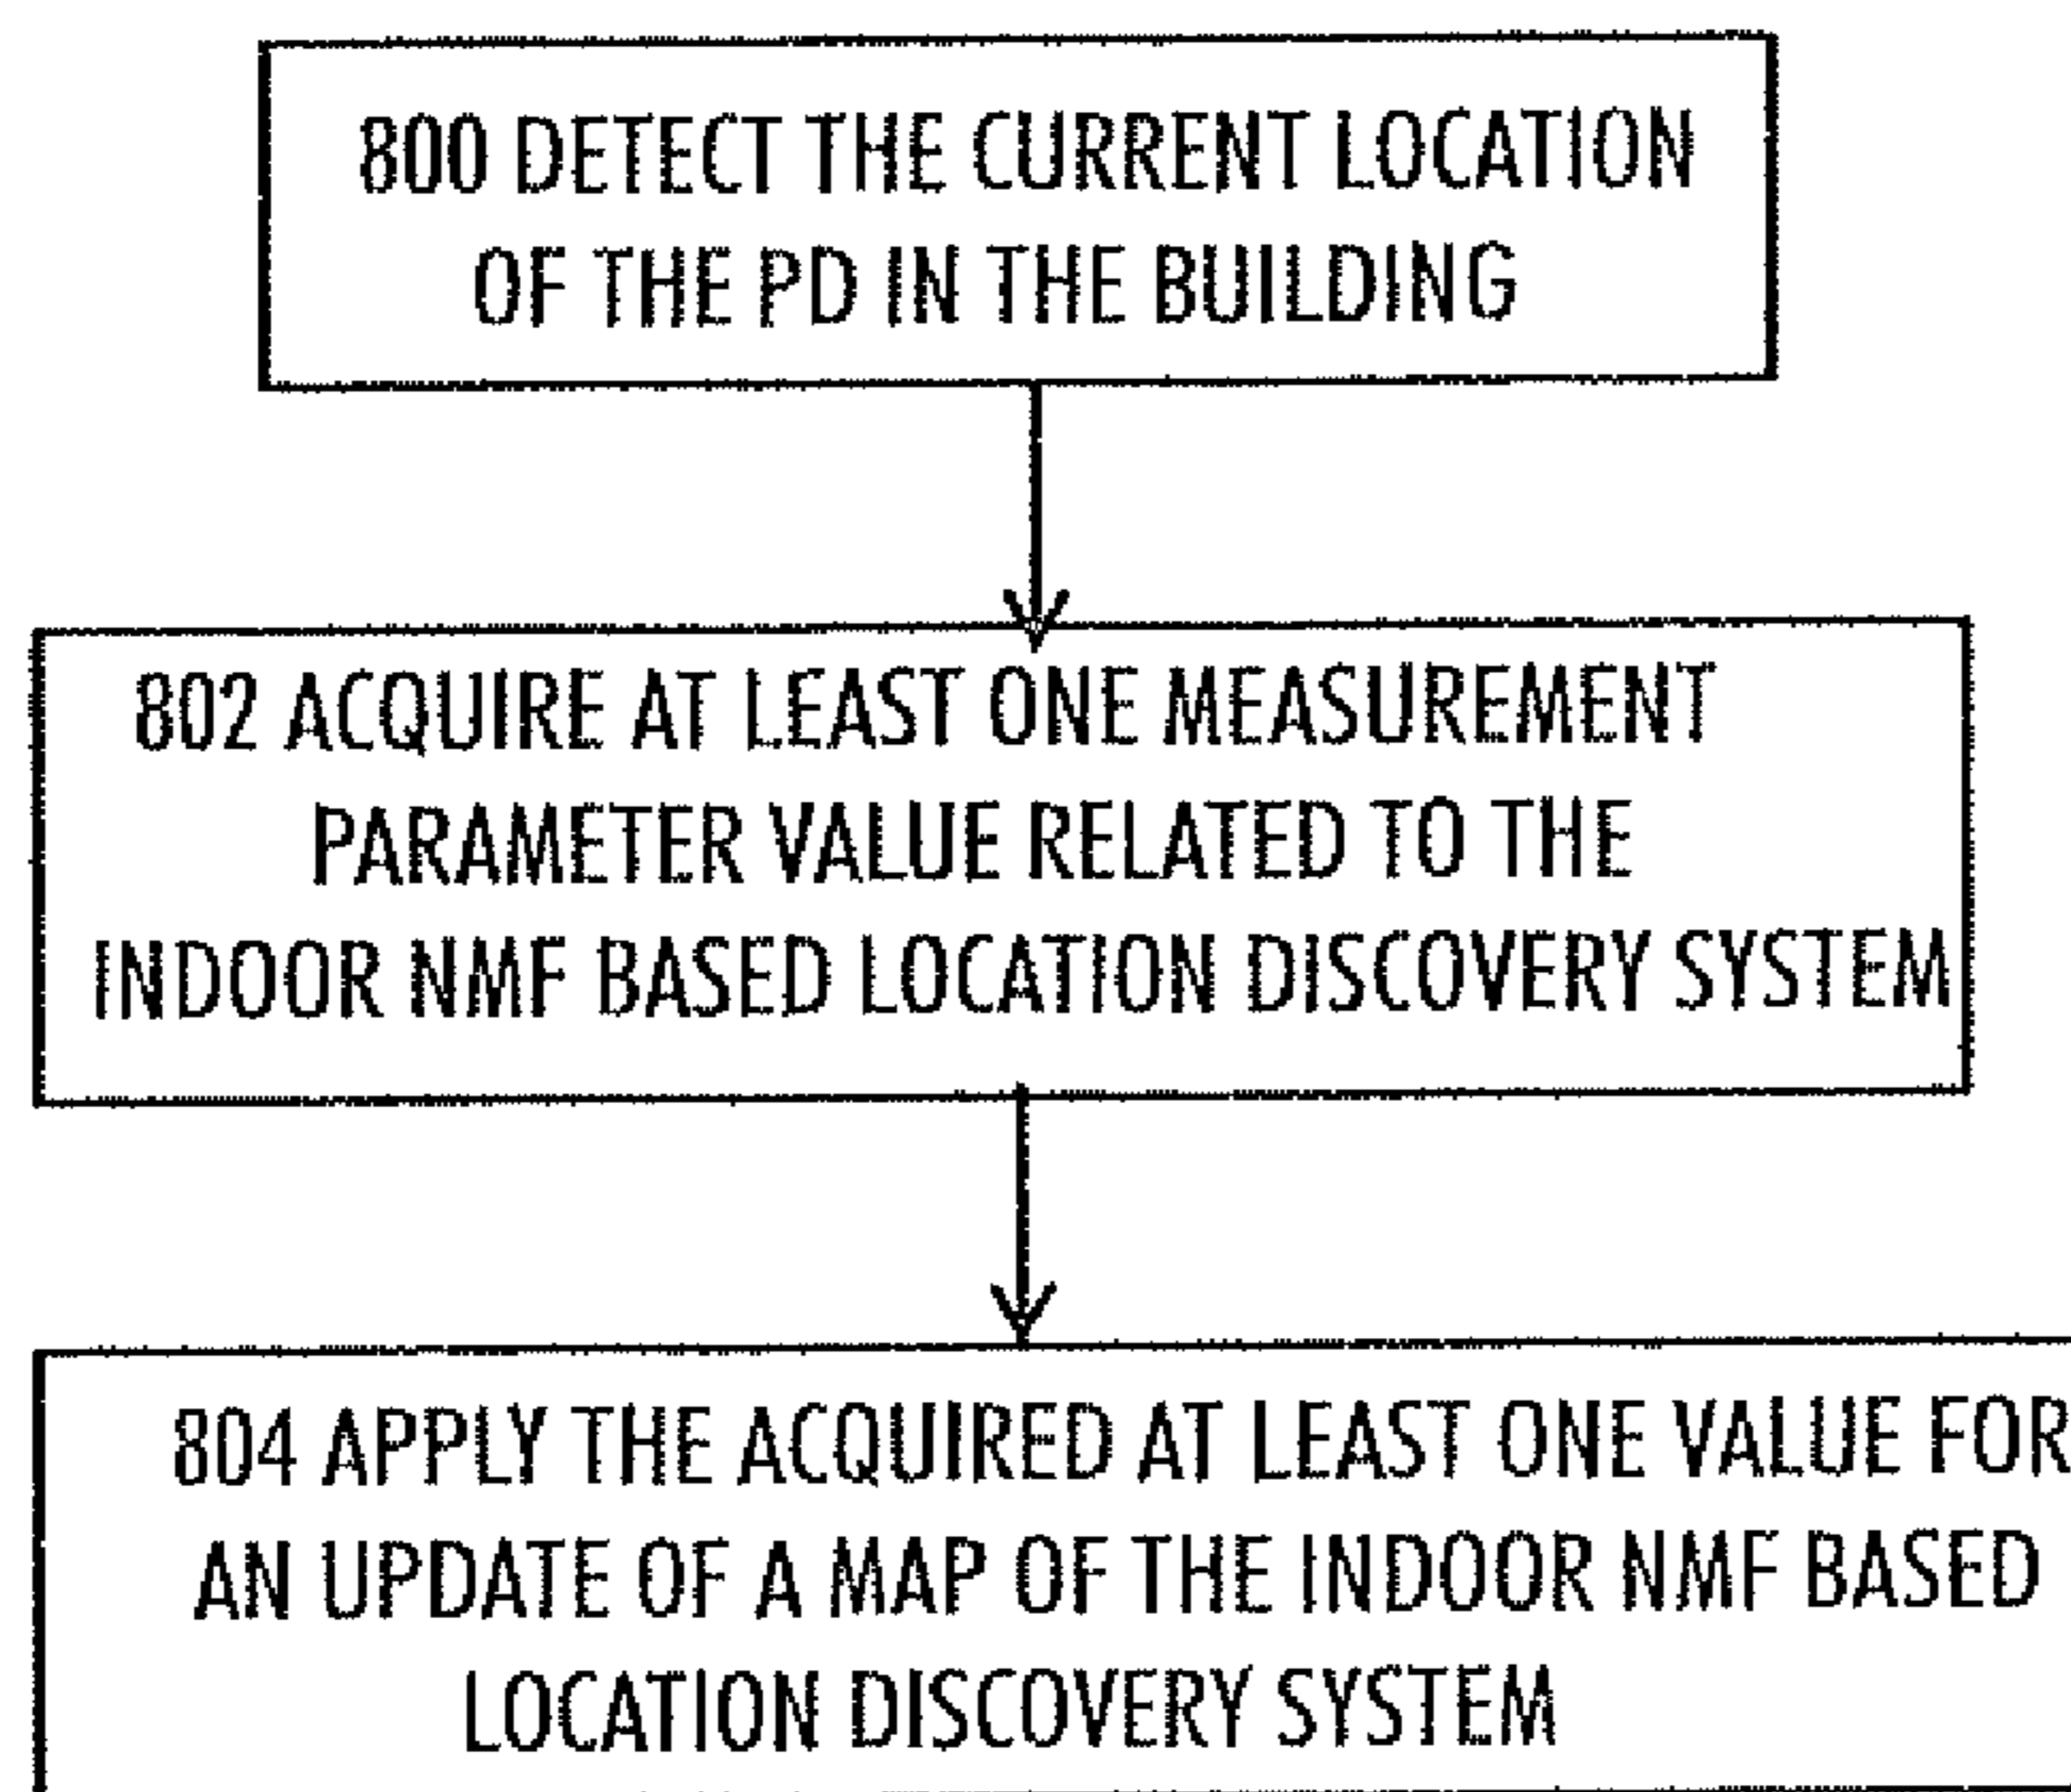 800 DETECT THE CURRENT LOCATION
OF THE PD IN THE BUILDING
802 ACQUIRE AT LEAST ONE MEASUREMENT
PARAMETER VALUE RELATED TO THE
INDOOR NMF BASED LOCATION DISCOVERY SYSTEM
804 APPLY THE ACQUIRED AT LEAST ONE VALUE FOR
AN UPDATE OF A MAP OF THE INDOOR NMF BASED
LOCATION DISCOVERY SYSTEM